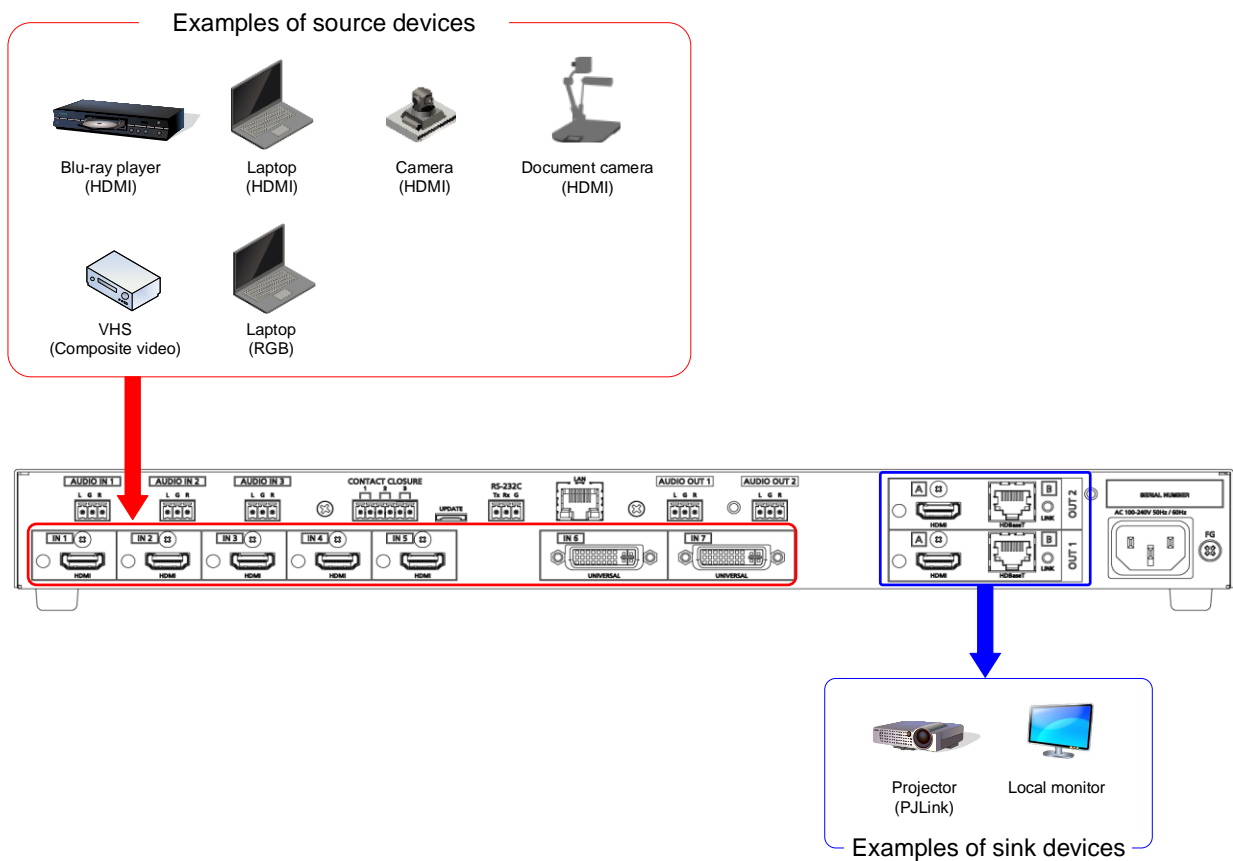 Examples of source devices
Blu-ray player
(HDMI)
Laptop
(HDMI)
Camera
(HDMI)
Document camera
(HDMI)
VHS
(Composite video)
Laptop
(RGB)
AUDIO IN 1
L G R
AUDIO IN 2
L G R
AUDIO IN 3
L G R
CONTACT CLOSURE
1 2 3
UPDATE
RS-232C
Tx Rx G
LAN
AUDIO OUT 1
L G R
AUDIO OUT 2
L G R
IN 1
HDMI
IN 2
HDMI
IN 3
HDMI
IN 4
HDMI
IN 5
HDMI
IN 6
UNIVERSAL
IN 7
UNIVERSAL
A
HDMI
HDBaseT
B
LINK
OUT 2
A
HDMI
HDBaseT
B
LINK
OUT 1
SERIAL NUMBER
AC 100-240V 50Hz / 60Hz
FG
Projector
(PJLink)
Local monitor
Examples of sink devices